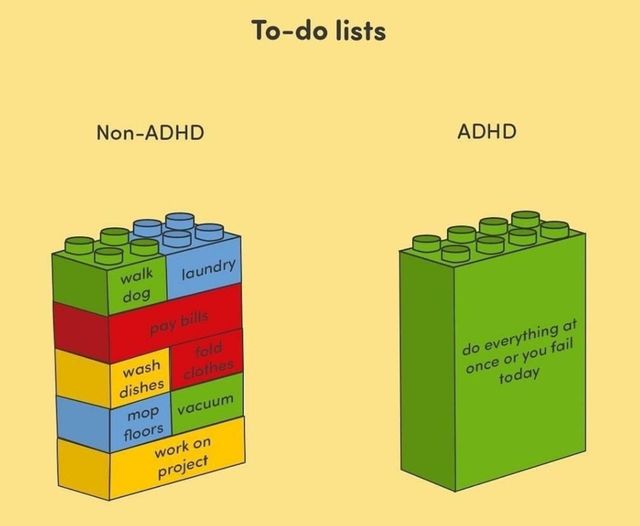 To-do lists
Non-ADHD
ADHD
walk
dog
laundry
pay bills
wash
dishes
fold
clothes
mop
floors
vacuum
work on
project
do everything at
once or you fail
today